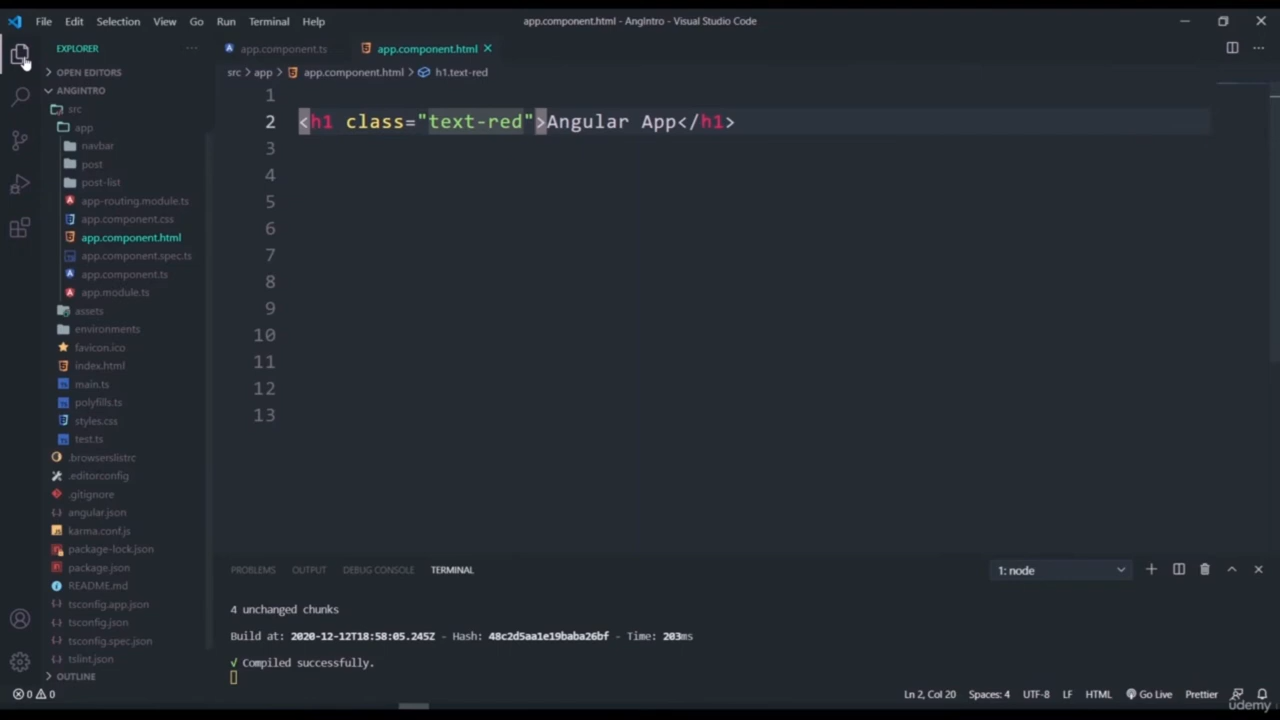 File Edit Selection View Go Run Terminal Help
app.component.html - AngIntro - Visual Studio Code
EXPLORER
OPEN EDITORS
ANGINTRO
src
app
navbar
post
post-list
app-routing.module.ts
app.component.css
app.component.html
app.component.spec.ts
app.component.ts
app.module.ts
assets
environments
favicon.ico
index.html
main.ts
polyfills.ts
styles.css
test.ts
.browserslistrc
.editorconfig
.gitignore
angular.json
karma.conf.js
package-lock.json
package.json
README.md
tsconfig.app.json
tsconfig.json
tsconfig.spec.json
tslint.json
OUTLINE
app.component.ts app.component.html
src > app > app.component.html > h1.text-red
1
2 <h1 class="text-red">Angular App</h1>
3
4
5
6
7
8
9
10
11
12
13
PROBLEMS OUTPUT DEBUG CONSOLE TERMINAL 1: node
4 unchanged chunks
Build at: 2020-12-12T18:58:05.245Z - Hash: 48c2d5aa1e19baba26bf - Time: 203ms
√ Compiled successfully.
0 0 Ln 2, Col 20 Spaces: 4 UTF-8 LF HTML Go Live Prettier
udemy